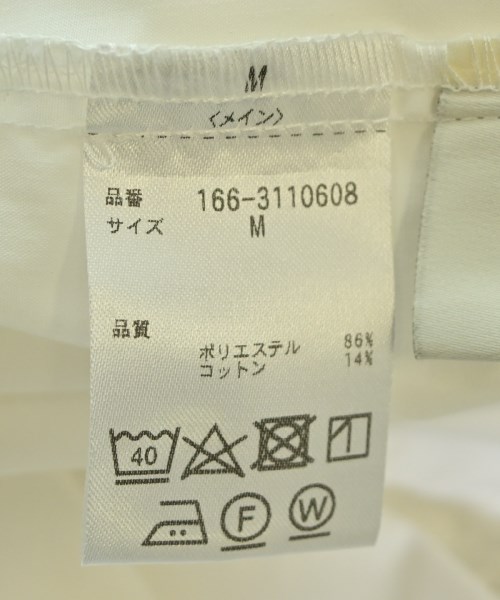 M
〈メイン〉
品番 166-3110608
サイズ M
品質
ポリエステル 86%
コットン 14%
40
F W